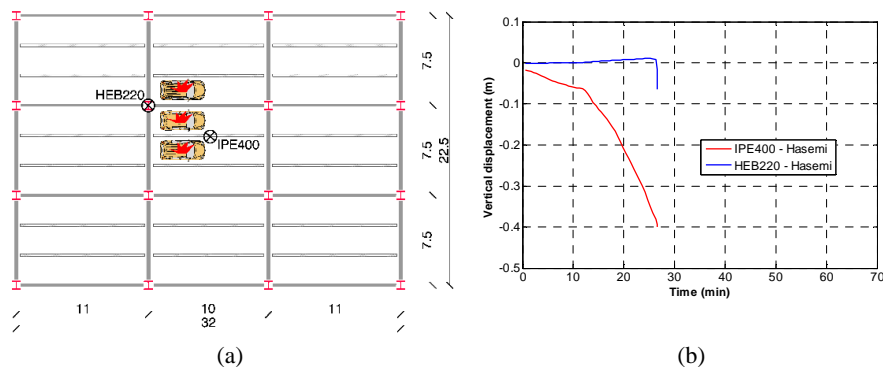 HEB220
IPE400
7.5
7.5
7.5
22.5
11
10
11
32
(a)
0.1
0
-0.1
-0.2
-0.3
-0.4
-0.5
Vertical displacement (m)
IPE400 - Hasemi
HEB220 - Hasemi
0
10
20
30
40
50
60
70
Time (min)
(b)